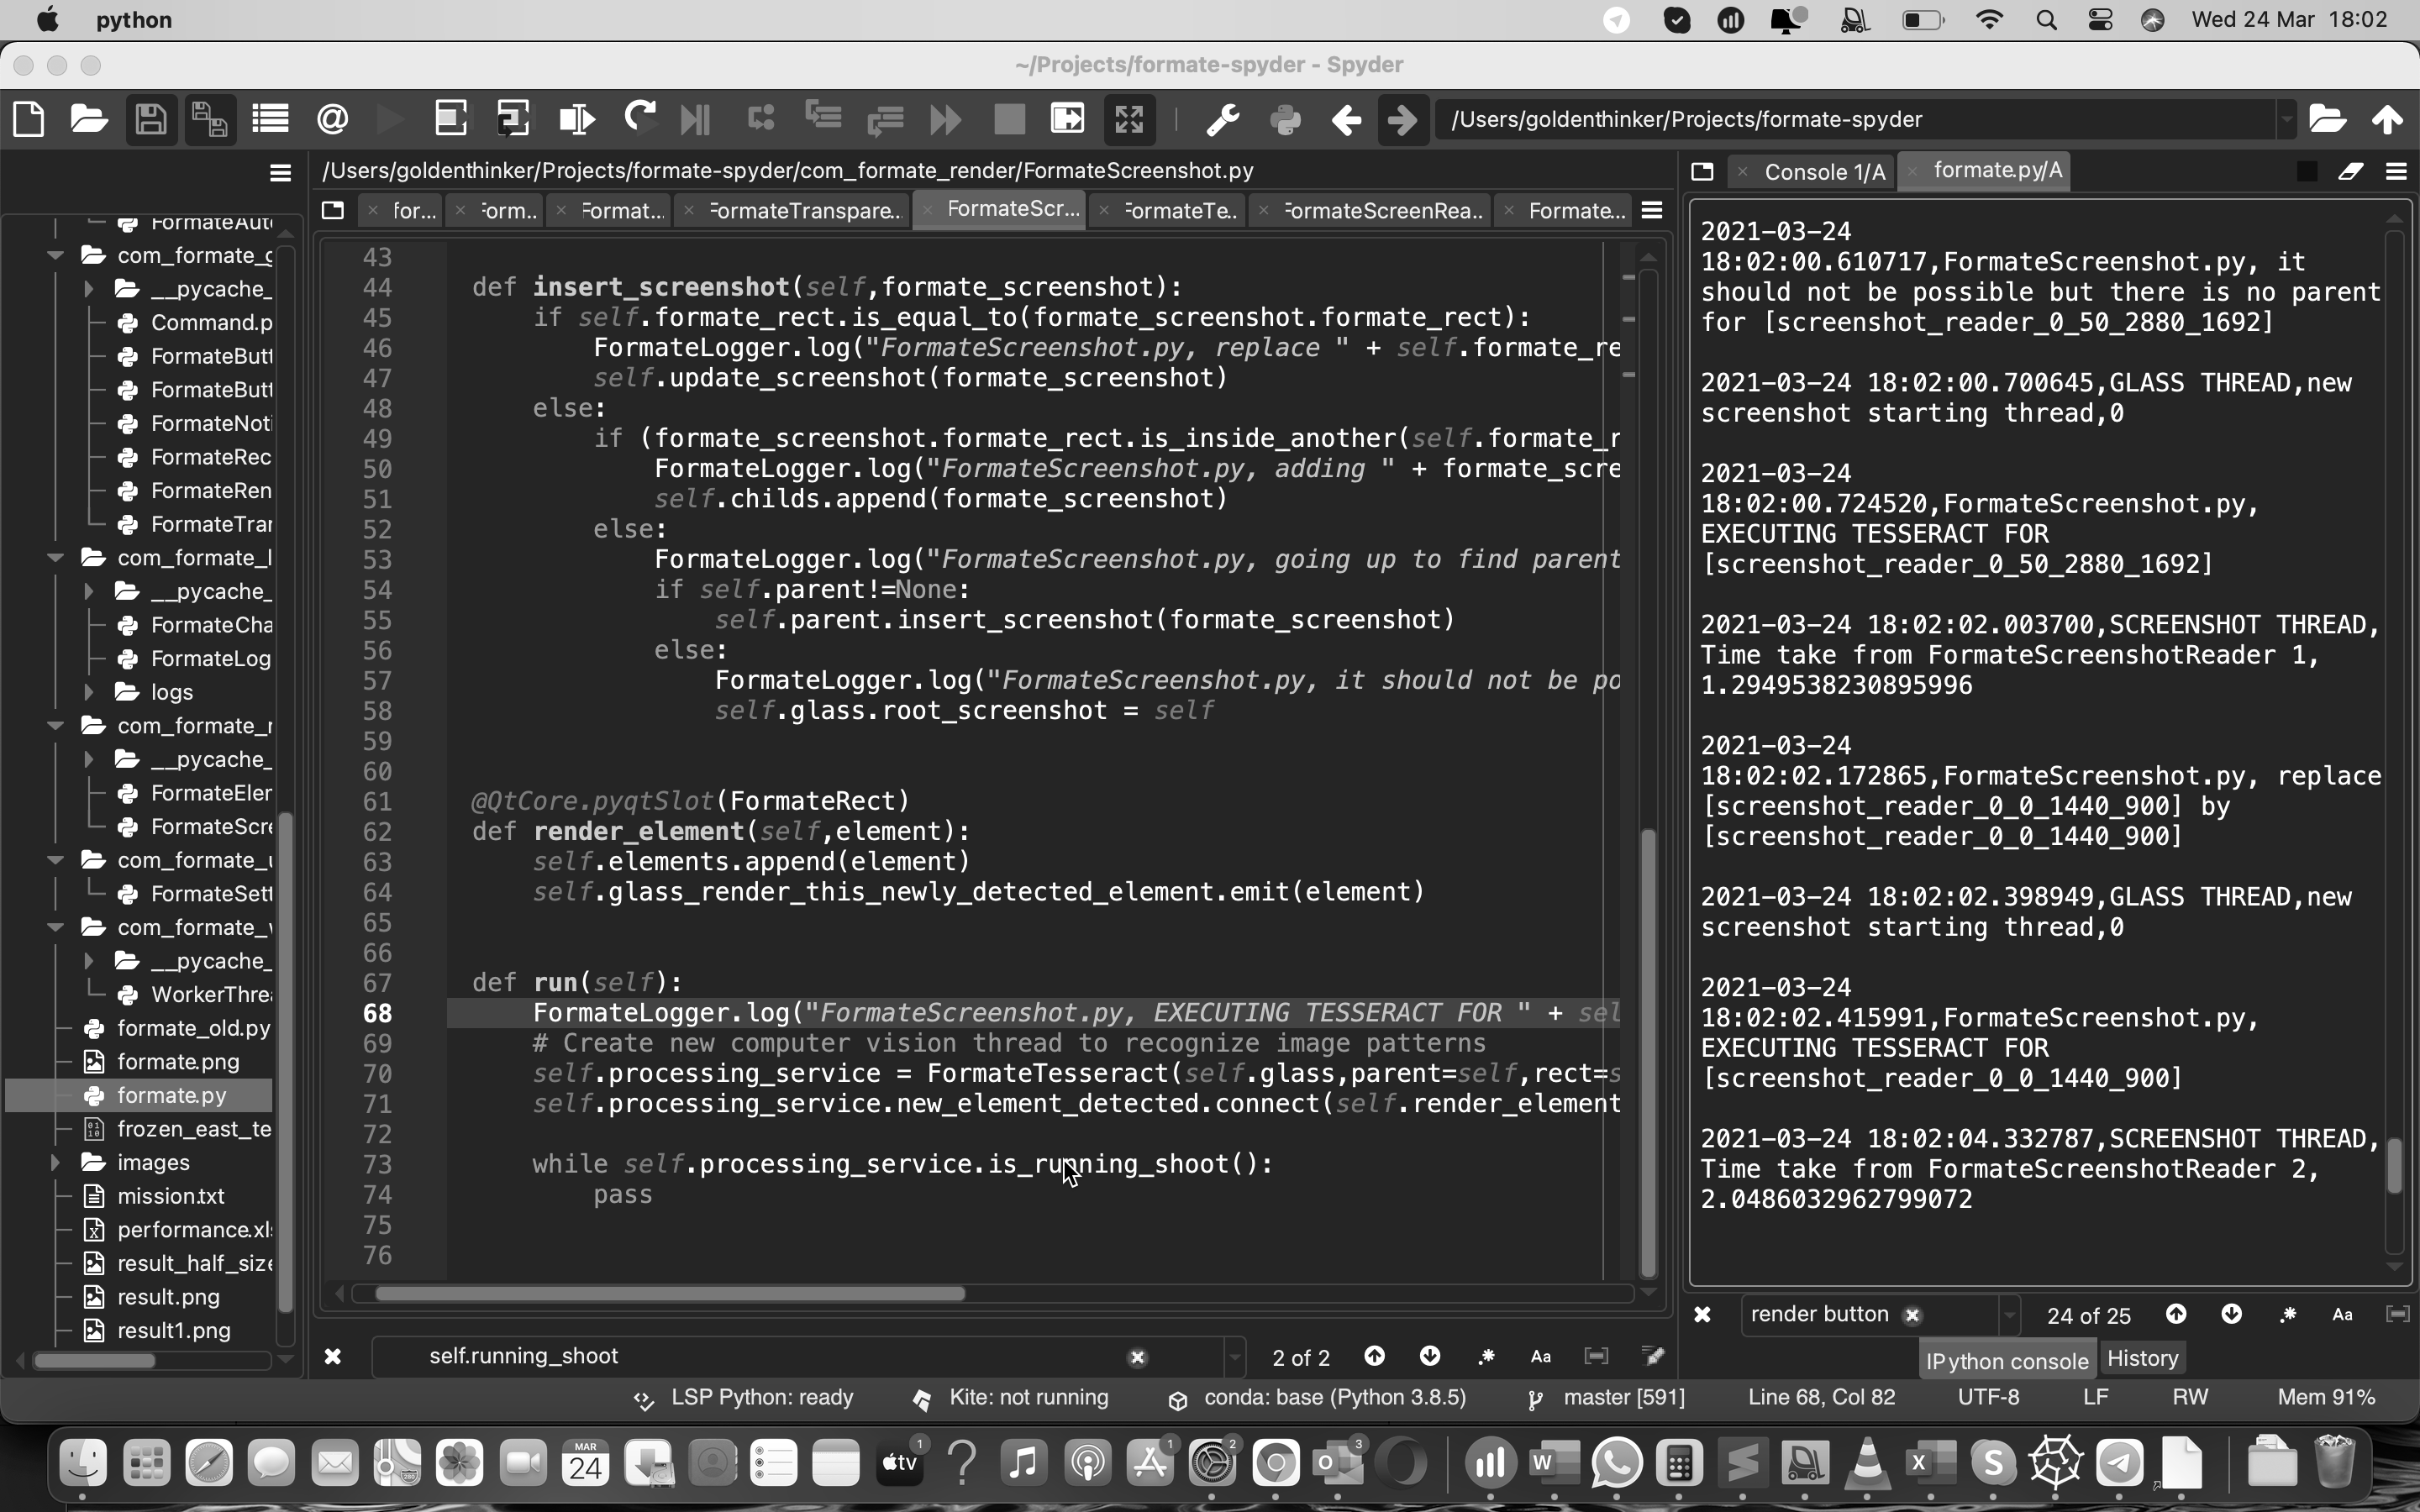 python
Wed 24 Mar 18:02
~/Projects/formate-spyder - Spyder
/Users/goldenthinker/Projects/formate-spyder
/Users/goldenthinker/Projects/formate-spyder/com_formate_render/FormateScreenshot.py
Console 1/A
formate.py/A
for...
Form..
Format...
FormateTranspare..
FormateScr...
FormateTe..
FormateScreenRea..
Formate...
FormateAut
com_formate_g
__pycache_
Command.p
FormateButt
FormateButt
FormateNoti
FormateRec
FormateRen
FormateTrar
com_formate_l
__pycache_
FormateCha
FormateLog
logs
com_formate_r
__pycache_
FormateEler
FormateScre
com_formate_u
FormateSett
com_formate_w
__pycache_
WorkerThre
formate_old.py
formate.png
formate.py
frozen_east_te
images
mission.txt
performance.xl
result_half_size
result.png
result1.png
43
44 def insert_screenshot(self,formate_screenshot):
45 if self.formate_rect.is_equal_to(formate_screenshot.formate_rect):
46 FormateLogger.log("FormateScreenshot.py, replace " + self.formate_re
47 self.update_screenshot(formate_screenshot)
48 else:
49 if (formate_screenshot.formate_rect.is_inside_another(self.formate_r
50 FormateLogger.log("FormateScreenshot.py, adding " + formate_scre
51 self.childs.append(formate_screenshot)
52 else:
53 FormateLogger.log("FormateScreenshot.py, going up to find parent
54 if self.parent!=None:
55 self.parent.insert_screenshot(formate_screenshot)
56 else:
57 FormateLogger.log("FormateScreenshot.py, it should not be po
58 self.glass.root_screenshot = self
59
60
61 @QtCore.pyqtSlot(FormateRect)
62 def render_element(self,element):
63 self.elements.append(element)
64 self.glass_render_this_newly_detected_element.emit(element)
65
66
67 def run(self):
68 FormateLogger.log("FormateScreenshot.py, EXECUTING TESSERACT FOR " + sel
69 # Create new computer vision thread to recognize image patterns
70 self.processing_service = FormateTesseract(self.glass,parent=self,rect=s
71 self.processing_service.new_element_detected.connect(self.render_element
72
73 while self.processing_service.is_running_shoot():
74 pass
75
76
self.running_shoot
2 of 2
Aa
2021-03-24
18:02:00.610717,FormateScreenshot.py, it
should not be possible but there is no parent
for [screenshot_reader_0_50_2880_1692]
2021-03-24 18:02:00.700645,GLASS THREAD,new
screenshot starting thread,0
2021-03-24
18:02:00.724520,FormateScreenshot.py,
EXECUTING TESSERACT FOR
[screenshot_reader_0_50_2880_1692]
2021-03-24 18:02:02.003700,SCREENSHOT THREAD,
Time take from FormateScreenshotReader 1,
1.2949538230895996
2021-03-24
18:02:02.172865,FormateScreenshot.py, replace
[screenshot_reader_0_0_1440_900] by
[screenshot_reader_0_0_1440_900]
2021-03-24 18:02:02.398949,GLASS THREAD,new
screenshot starting thread,0
2021-03-24
18:02:02.415991,FormateScreenshot.py,
EXECUTING TESSERACT FOR
[screenshot_reader_0_0_1440_900]
2021-03-24 18:02:04.332787,SCREENSHOT THREAD,
Time take from FormateScreenshotReader 2,
2.0486032962799072
render button
24 of 25
Aa
IPython console
History
LSP Python: ready
Kite: not running
conda: base (Python 3.8.5)
master [591]
Line 68, Col 82
UTF-8
LF
RW
Mem 91%
MAR
24
tv
1
1
2
3